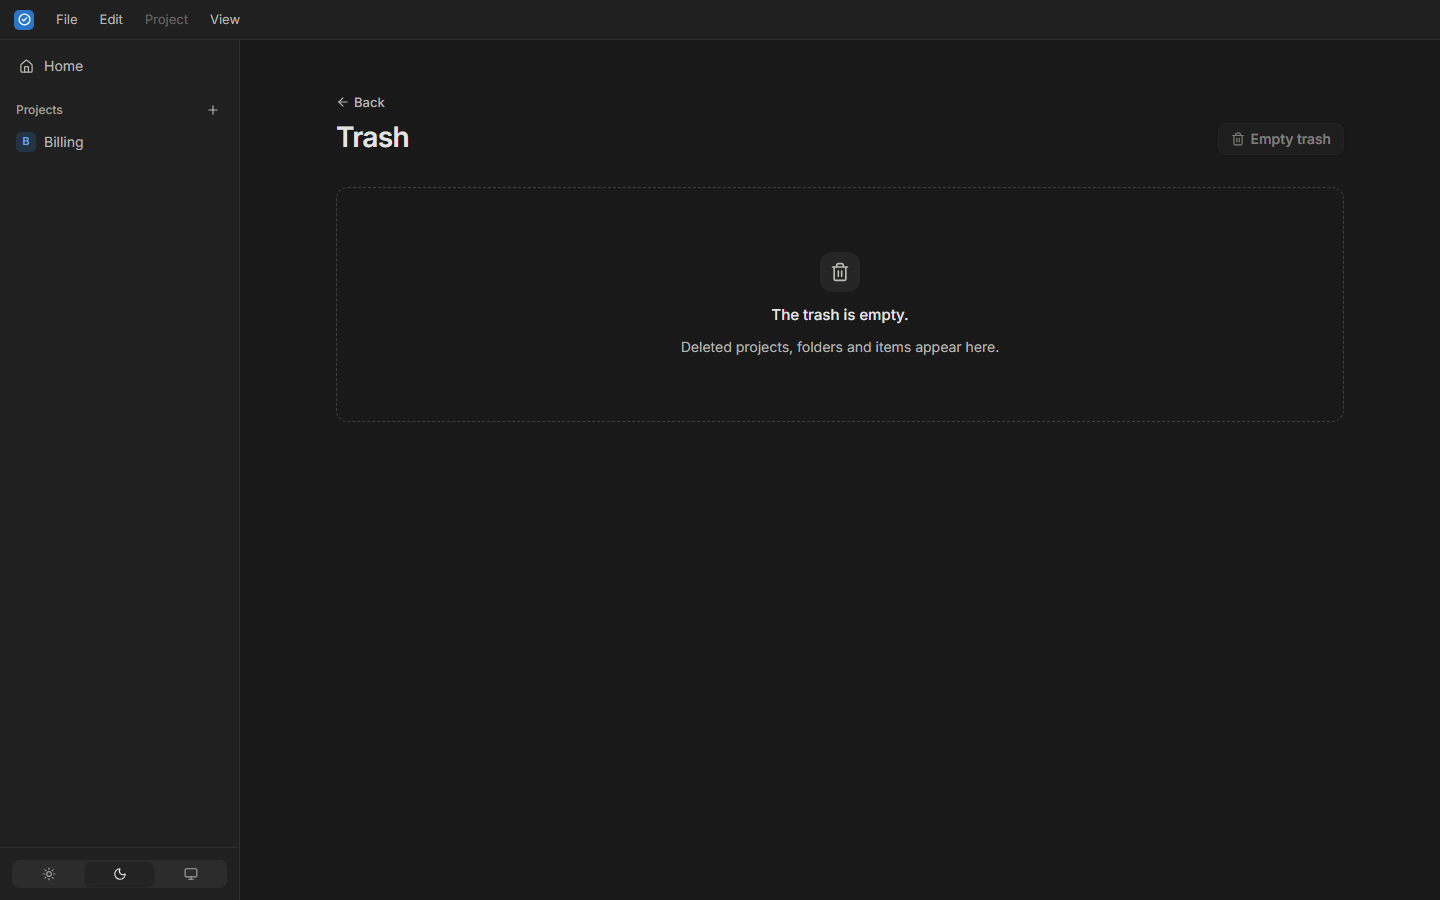 File Edit Project View
Home
Projects
B Billing
Back
Trash
Empty trash
The trash is empty.
Deleted projects, folders and items appear here.